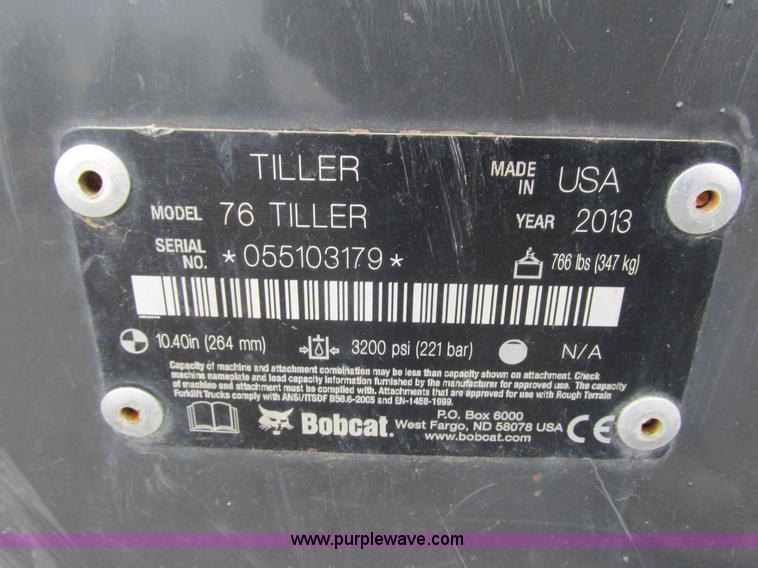 TILLER
MADE IN USA
MODEL 76 TILLER
YEAR 2013
SERIAL NO. *055103179*
766 lbs (347 kg)
10.40in (264 mm)
3200 psi (221 bar)
N/A
Capacity of machine and attachment combination may be less than capacity shown on attachment. Check
machine nameplate and load capacity information furnished by the manufacturer for approved use. The capacity
of machine and attachment must be complied with. Attachments that are approved for use with Rough Terrain
Forklift Trucks comply with ANSI/ITSDF B56.6-2005 and EN-1459-1999.
Bobcat.
P.O. Box 6000
West Fargo, ND 58078 USA
www.bobcat.com
CE
www.purplewave.com